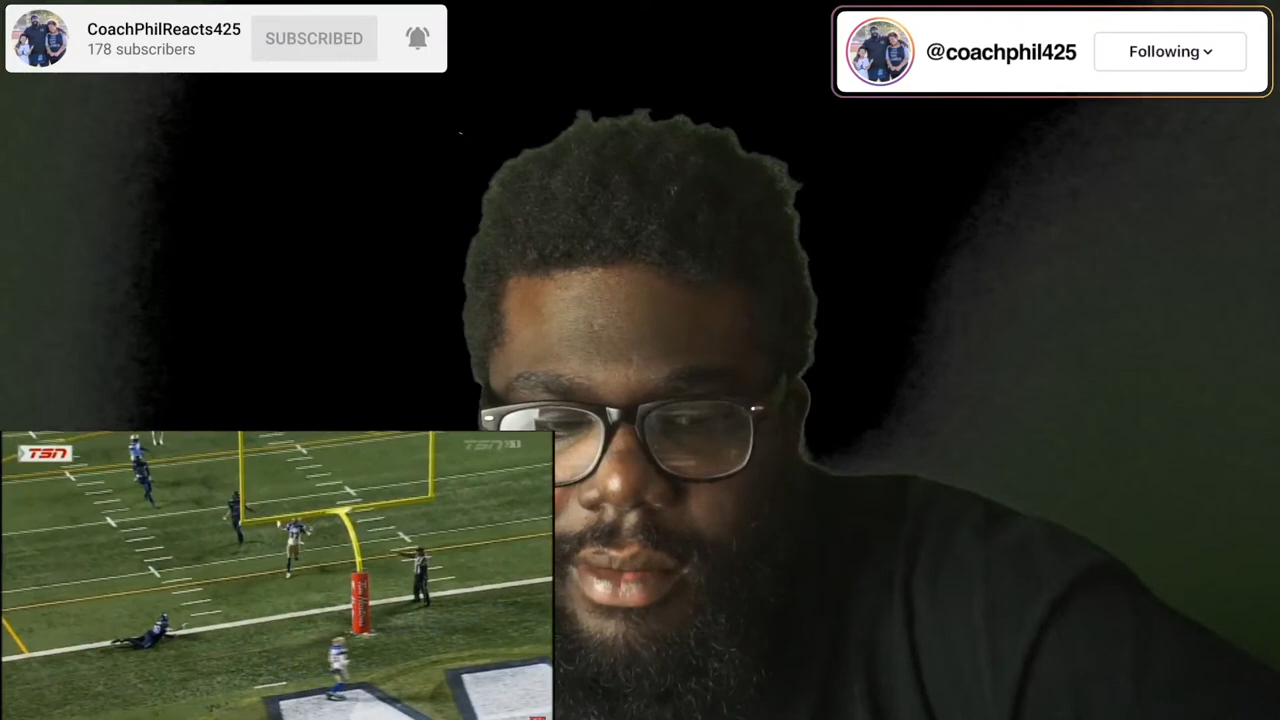 CoachPhilReacts425
178 subscribers
SUBSCRIBED
@coachphil425
Following
TSN
TSN